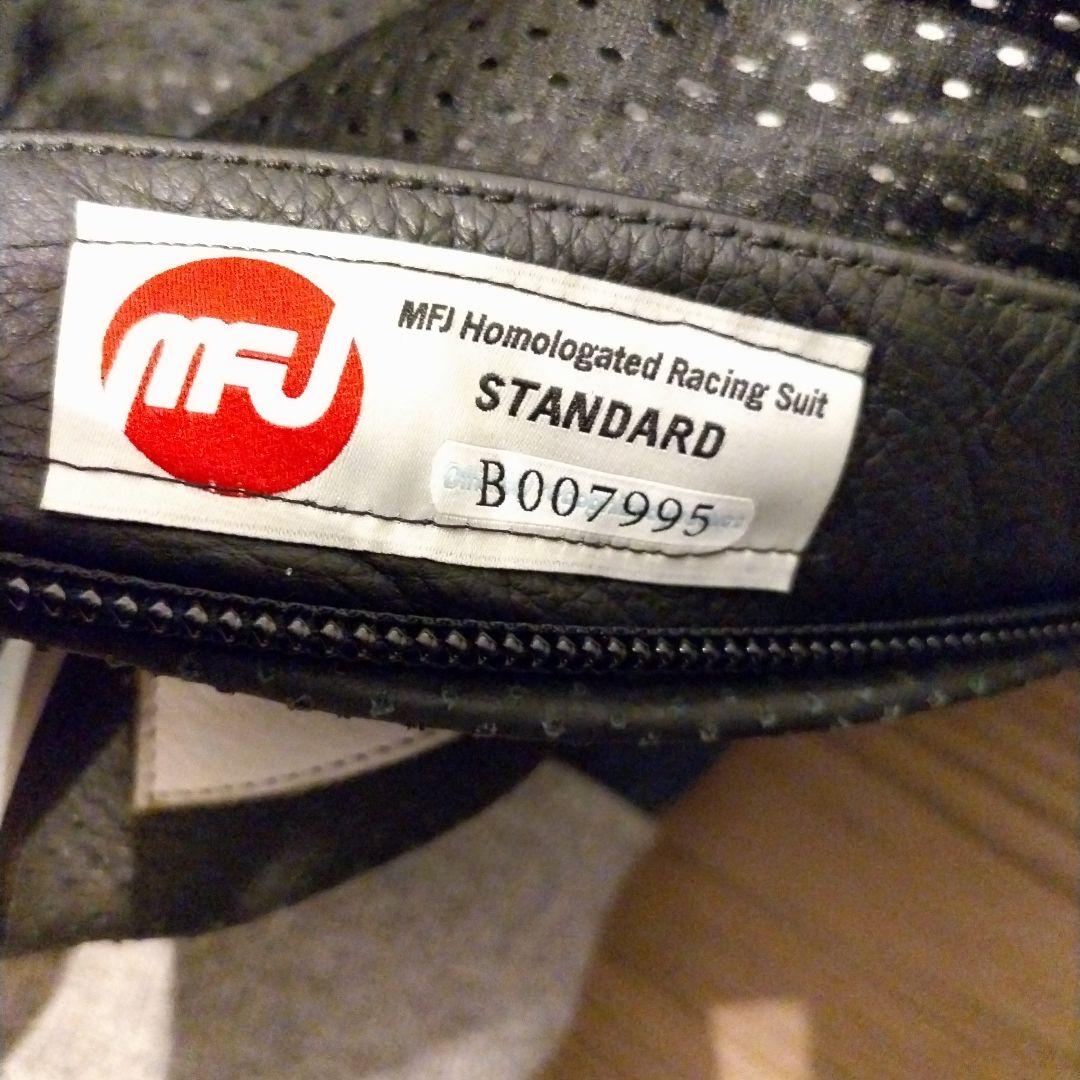 MFJ
MFJ Homologated Racing Suit
STANDARD
B007995